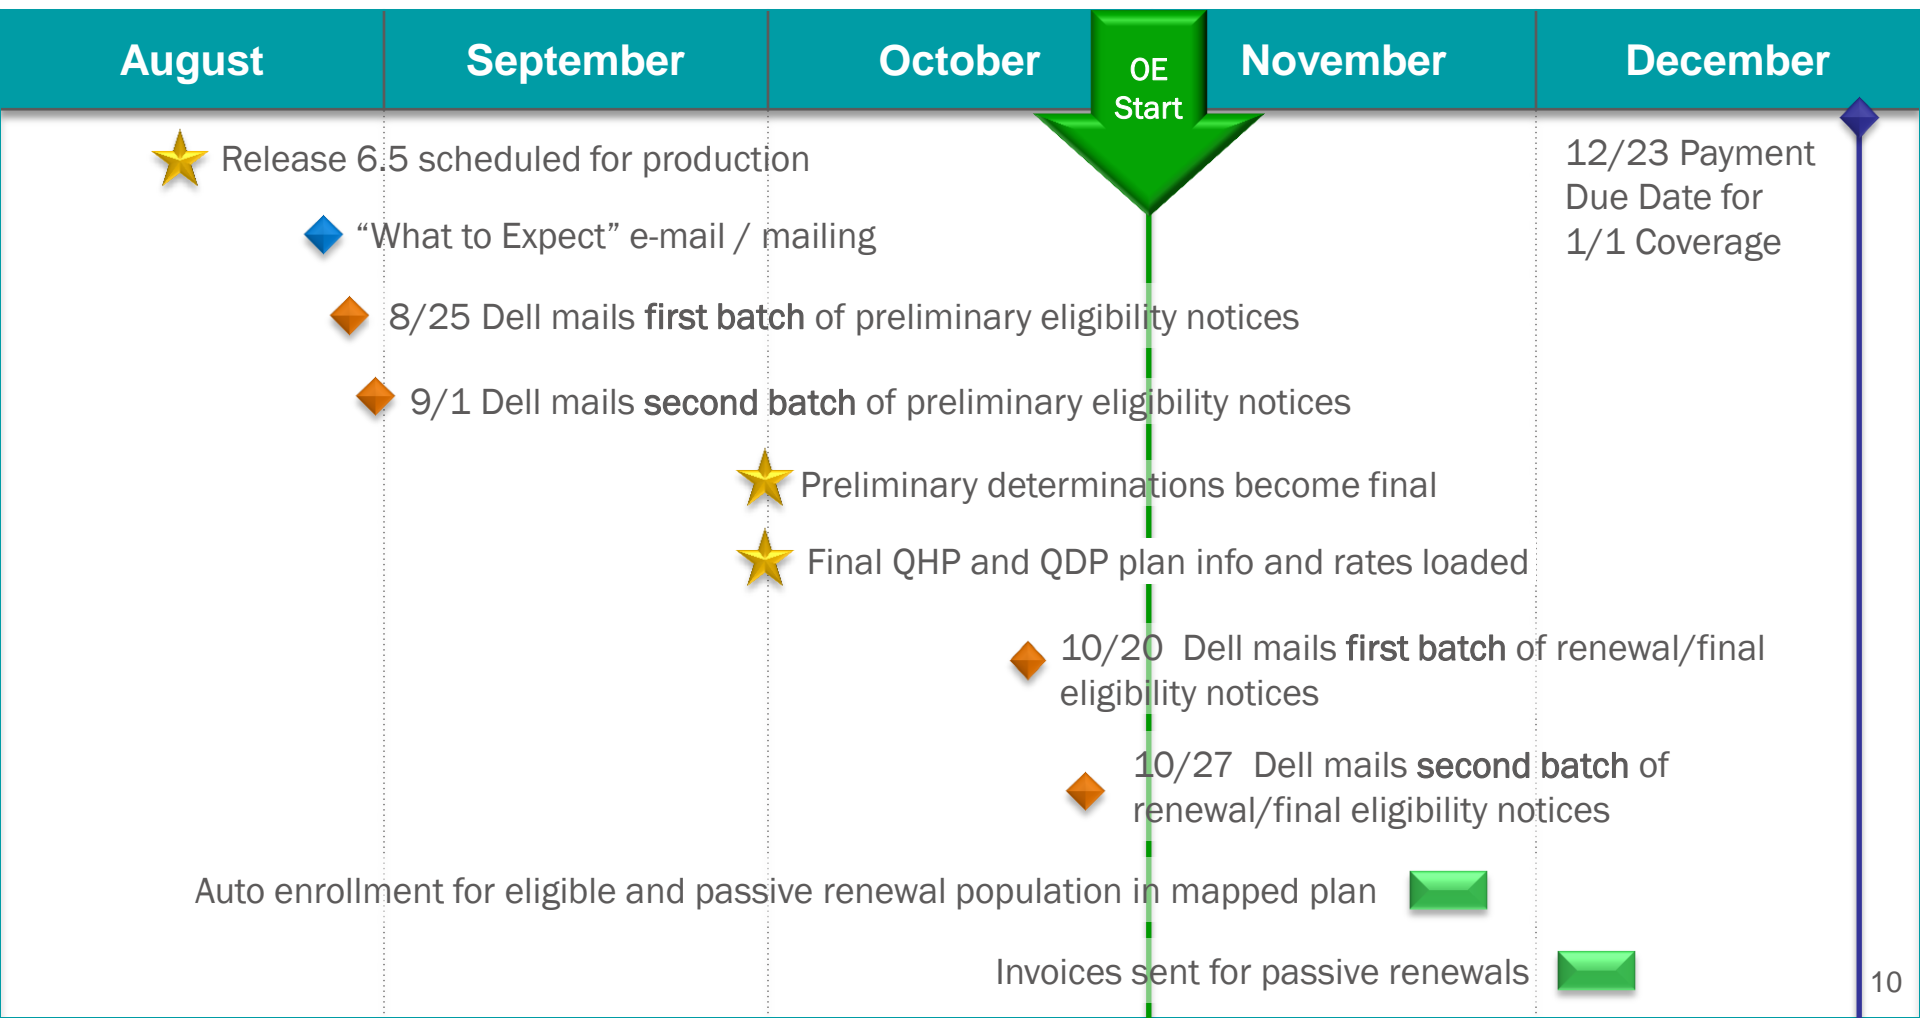 August September October November December
OE
Start
Release 6.5 scheduled for production
12/23 Payment
Due Date for
1/1 Coverage
“What to Expect” e-mail / mailing
8/25 Dell mails first batch of preliminary eligibility notices
9/1 Dell mails second batch of preliminary eligibility notices
Preliminary determinations become final
Final QHP and QDP plan info and rates loaded
10/20  Dell mails first batch of renewal/final
eligibility notices
10/27  Dell mails second batch of
renewal/final eligibility notices
Auto enrollment for eligible and passive renewal population in mapped plan
Invoices sent for passive renewals
10